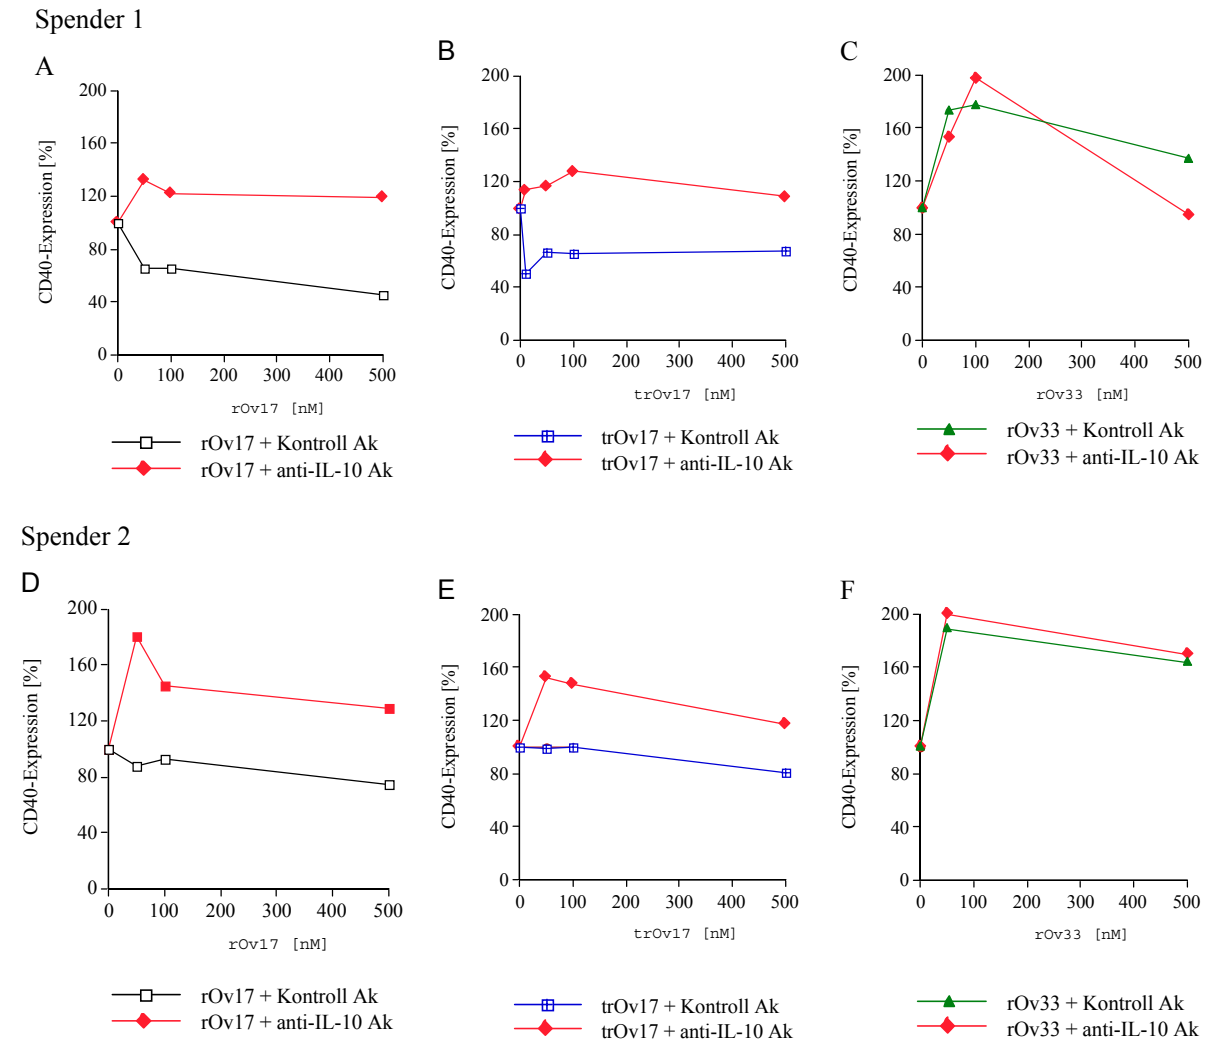 Spender 1
A
CD40-Expression [%]
200
160
120
80
40
0
0 100 200 300 400 500
rOv17 [nM]
rOv17 + Kontroll Ak
rOv17 + anti-IL-10 Ak
B
CD40-Expression [%]
200
160
120
80
40
0
0 100 200 300 400 500
trOv17 [nM]
trOv17 + Kontroll Ak
trOv17 + anti-IL-10 Ak
C
CD40-Expression [%]
200
160
120
80
40
0
0 100 200 300 400 500
rOv33 [nM]
rOv33 + Kontroll Ak
rOv33 + anti-IL-10 Ak
Spender 2
D
CD40-Expression [%]
200
160
120
80
40
0
0 100 200 300 400 500
rOv17 [nM]
rOv17 + Kontroll Ak
rOv17 + anti-IL-10 Ak
E
CD40-Expression [%]
200
160
120
80
40
0
0 100 200 300 400 500
trOv17 [nM]
trOv17 + Kontroll Ak
trOv17 + anti-IL-10 Ak
F
CD40-Expression [%]
200
160
120
80
40
0
0 100 200 300 400 500
rOv33 [nM]
rOv33 + Kontroll Ak
rOv33 + anti-IL-10 Ak